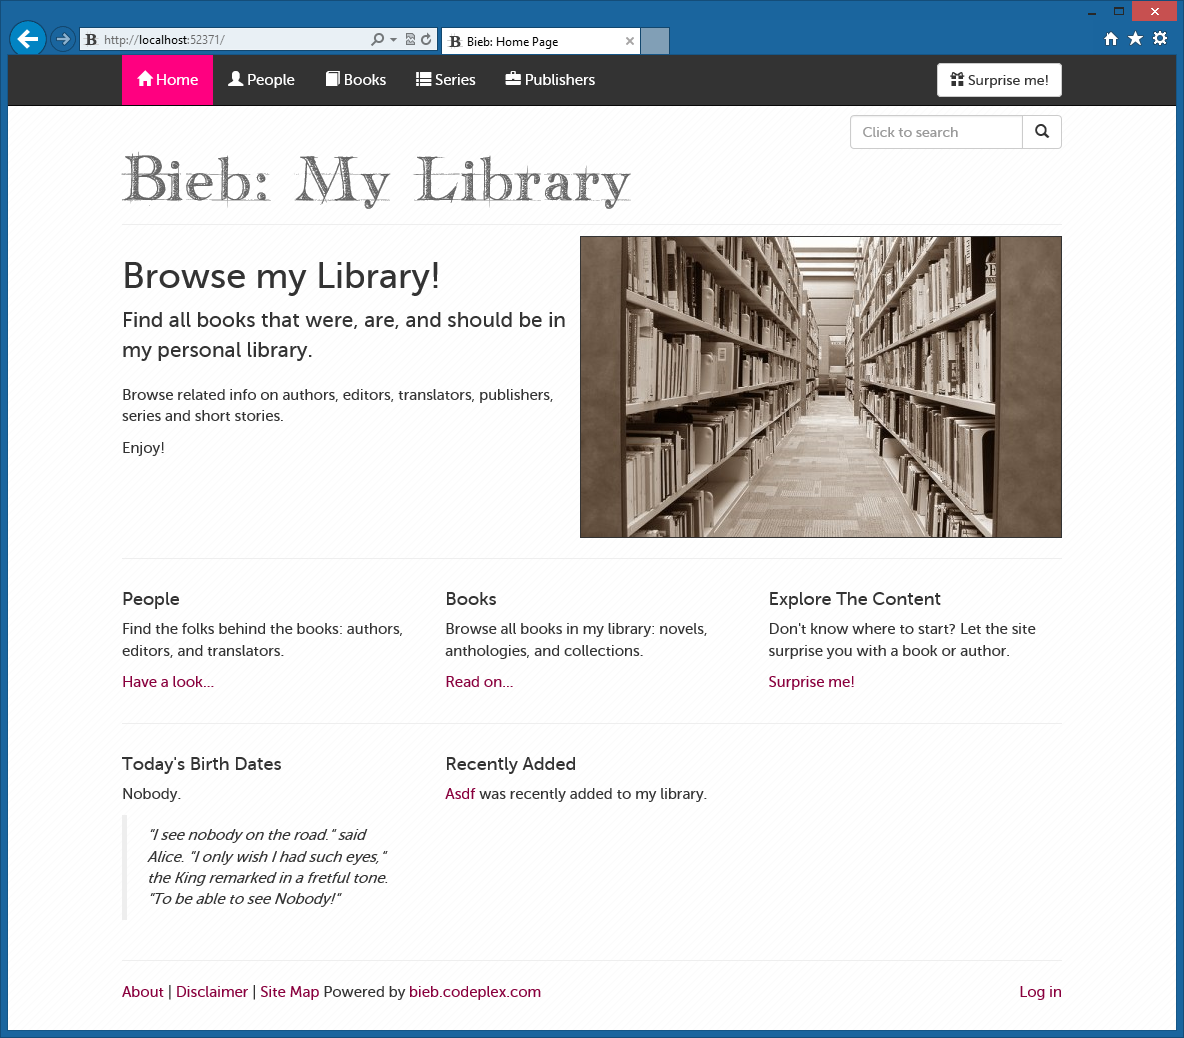 B http://localhost:52371/
B Bieb: Home Page
Home People Books Series Publishers Surprise me!
Click to search
Bieb: My Library
Browse my Library!
Find all books that were, are, and should be in
my personal library.
Browse related info on authors, editors, translators, publishers,
series and short stories.
Enjoy!
People
Find the folks behind the books: authors,
editors, and translators.
Have a look...
Books
Browse all books in my library: novels,
anthologies, and collections.
Read on...
Explore The Content
Don't know where to start? Let the site
surprise you with a book or author.
Surprise me!
Today's Birth Dates
Nobody.
"I see nobody on the road." said
Alice. "I only wish I had such eyes,"
the King remarked in a fretful tone.
"To be able to see Nobody!"
Recently Added
Asdf was recently added to my library.
About | Disclaimer | Site Map Powered by bieb.codeplex.com
Log in